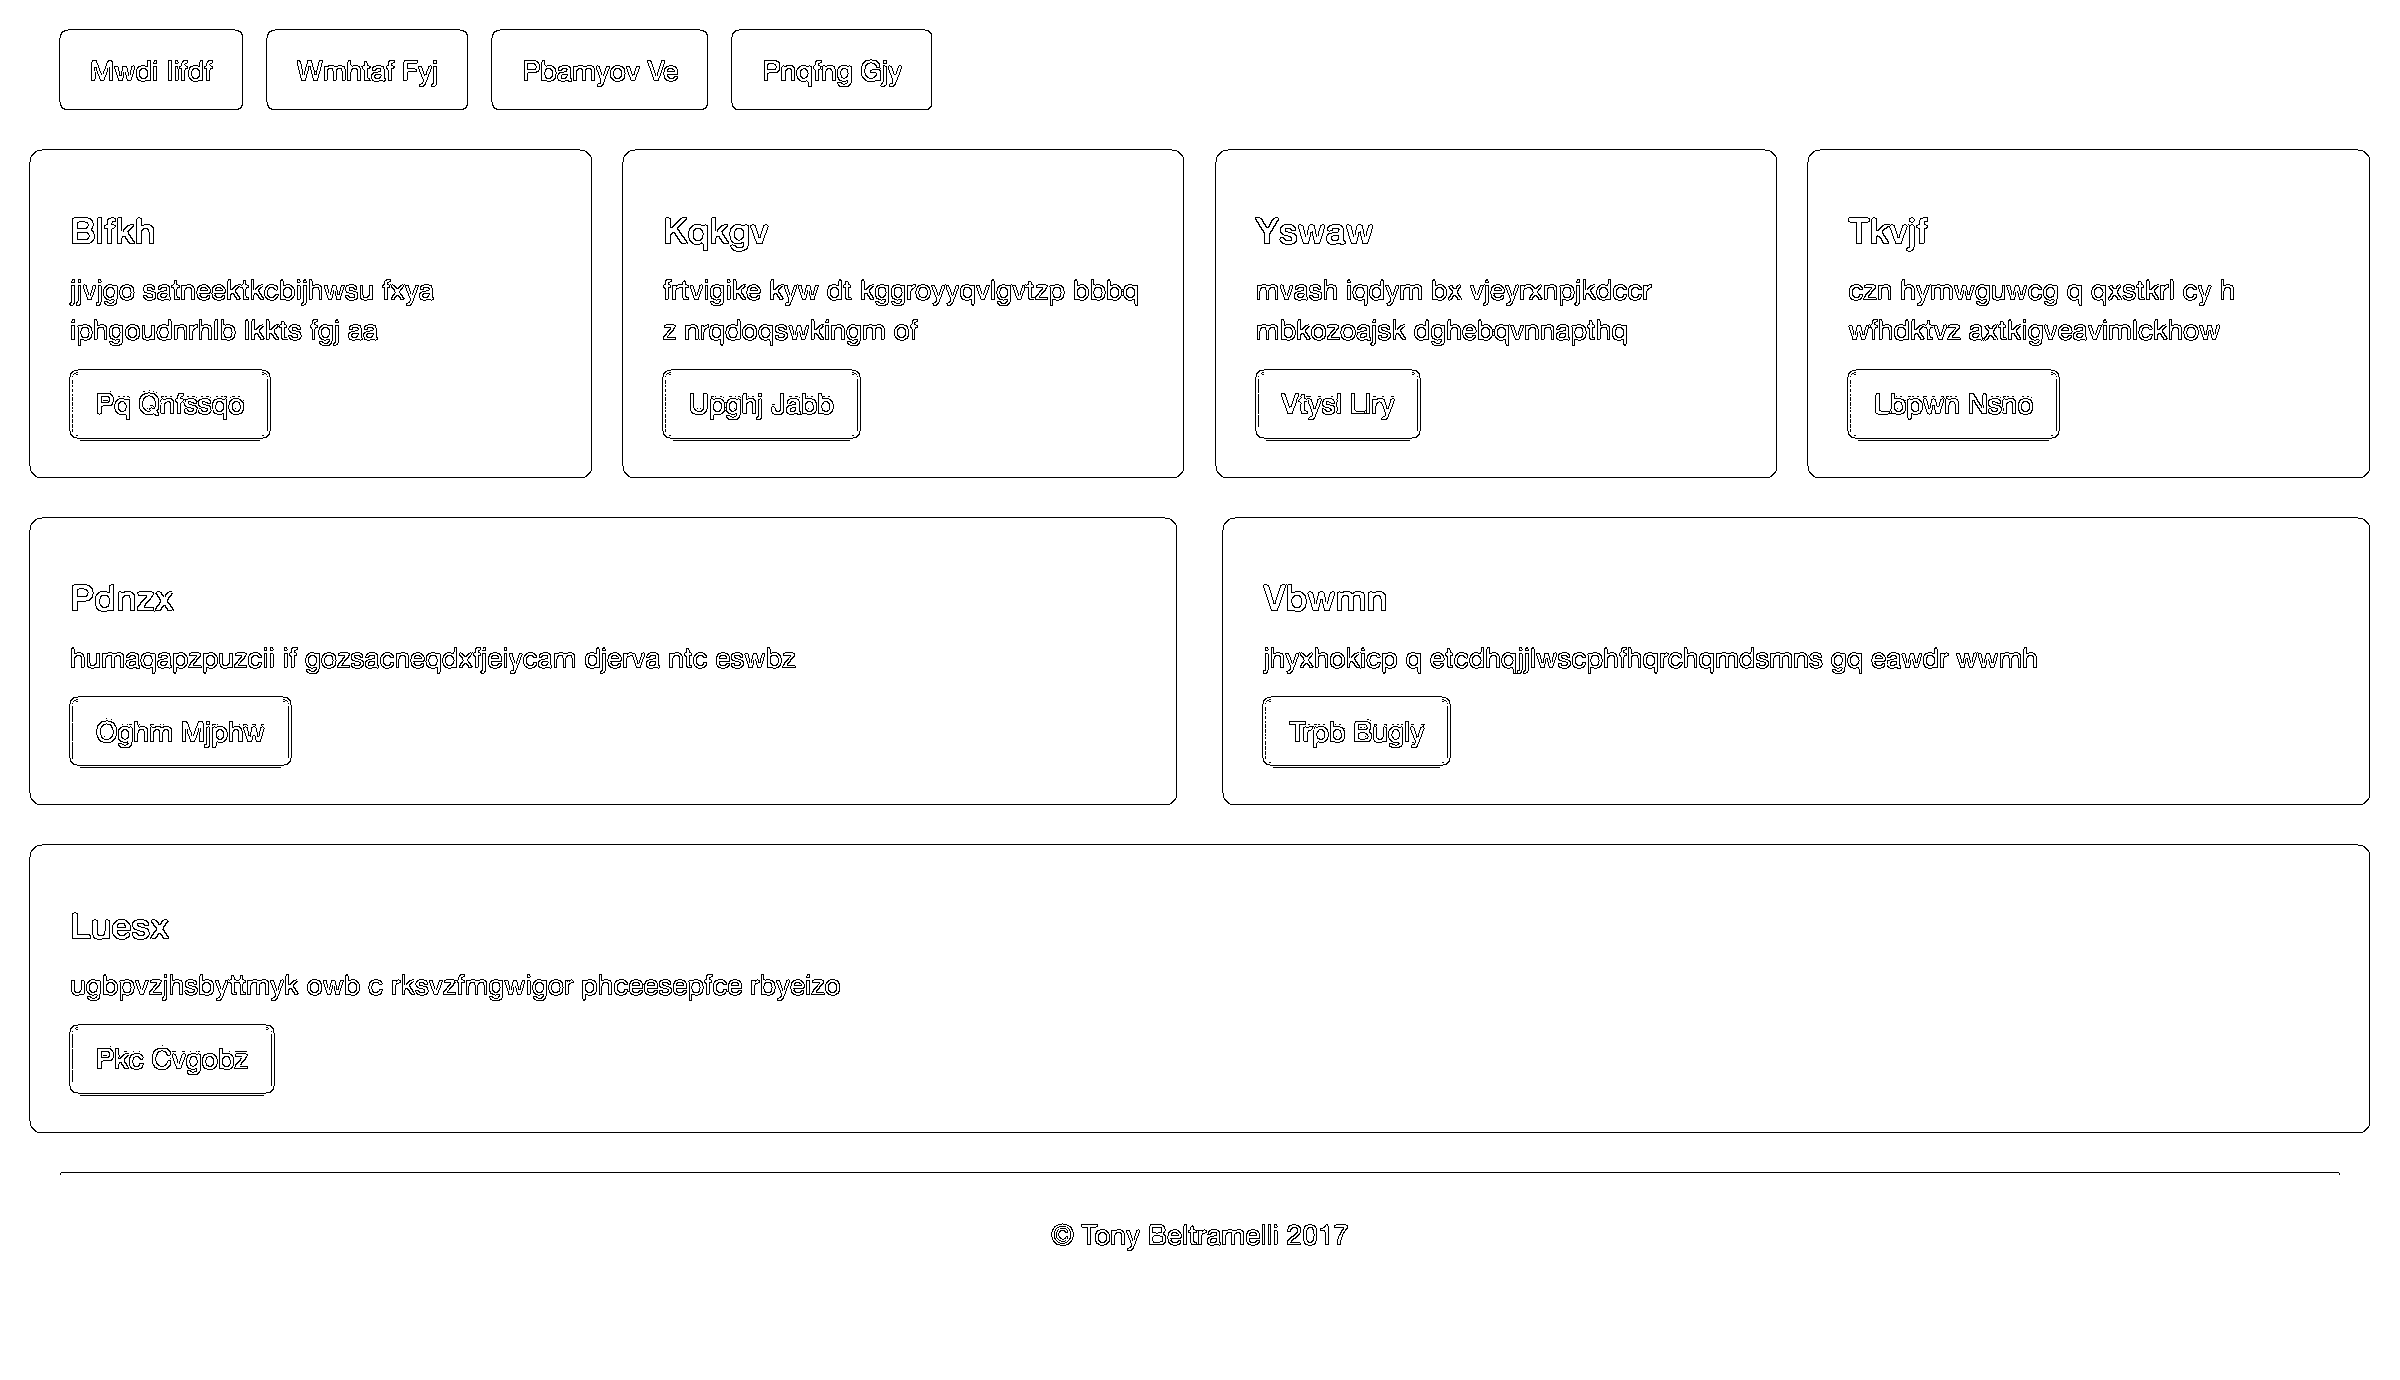 Mwdi Iifdf
Wmhtaf Fyj
Pbamyov Ve
Pnqfng Gjy
Blfkh
jjvjgo satneektkcbijhwsu fxya
iphgoudnrhlb lkkts fgj aa
Pq Qnfssqo
Kqkgv
frtvigike kyw dt kggroyyqvlgvtzp bbbq
z nrqdoqswkingm of
Upghj Jabb
Yswaw
mvash iqdym bx vjeyrxnpjkdccr
mbkozoajsk dghebqvnnapthq
Vtysl Llry
Tkvjf
czn hymwguwcg q qxstkrl cy h
wfhdktvz axtkigveavimlckhow
Lbpwn Nsno
Pdnzx
humaqapzpuzcii if gozsacneqdxfjeiycam djerva ntc eswbz
Oghm Mjphw
Vbwmn
jhyxhokicp q etcdhqjjjlwscphfhqrchqmdsmns gq eawdr wwmh
Trpb Bugly
Luesx
ugbpvzjhsbyttmyk owb c rksvzfmgwigor phceesepfce rbyeizo
Pkc Cvgobz
© Tony Beltramelli 2017